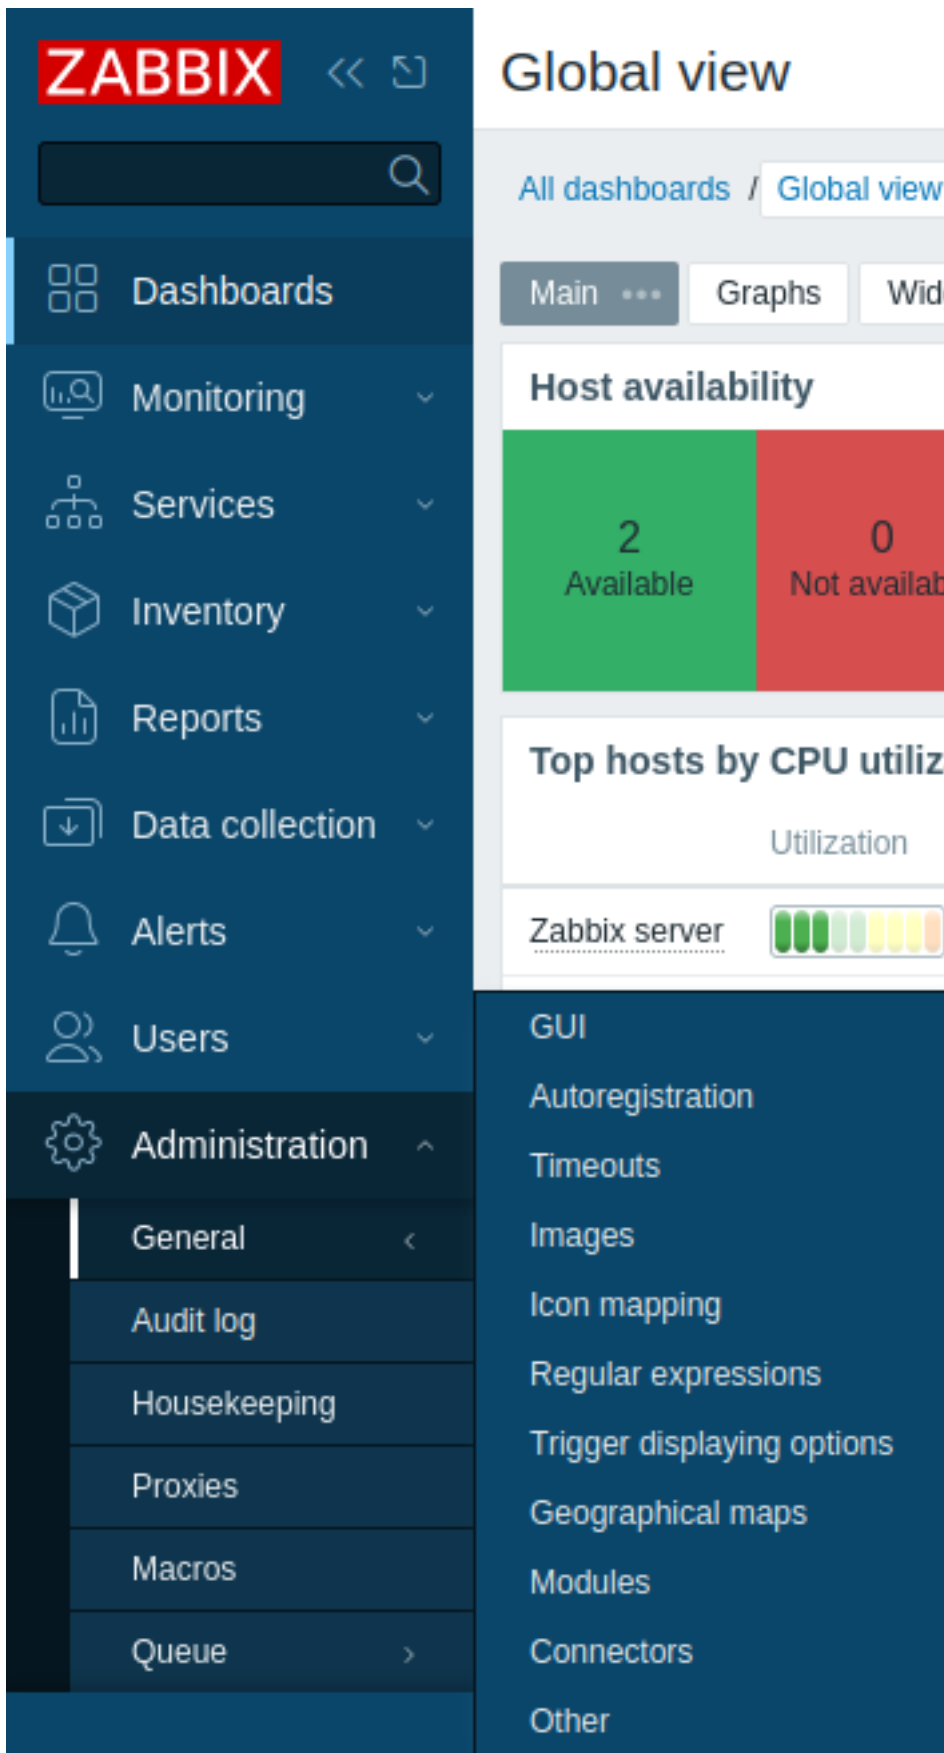 ZABBIX
Global view
All dashboards / Global view
Dashboards
Main ••• Graphs
Monitoring
Host availability
Services
2
Available
0
Not
Inventory
Reports
Top hosts by CPU
Data collection
Utilization
Alerts
Zabbix server
Users
Administration
General
Audit log
Housekeeping
Proxies
Macros
Queue
GUI
Autoregistration
Timeouts
Images
Icon mapping
Regular expressions
Trigger displaying options
Geographical maps
Modules
Connectors
Other